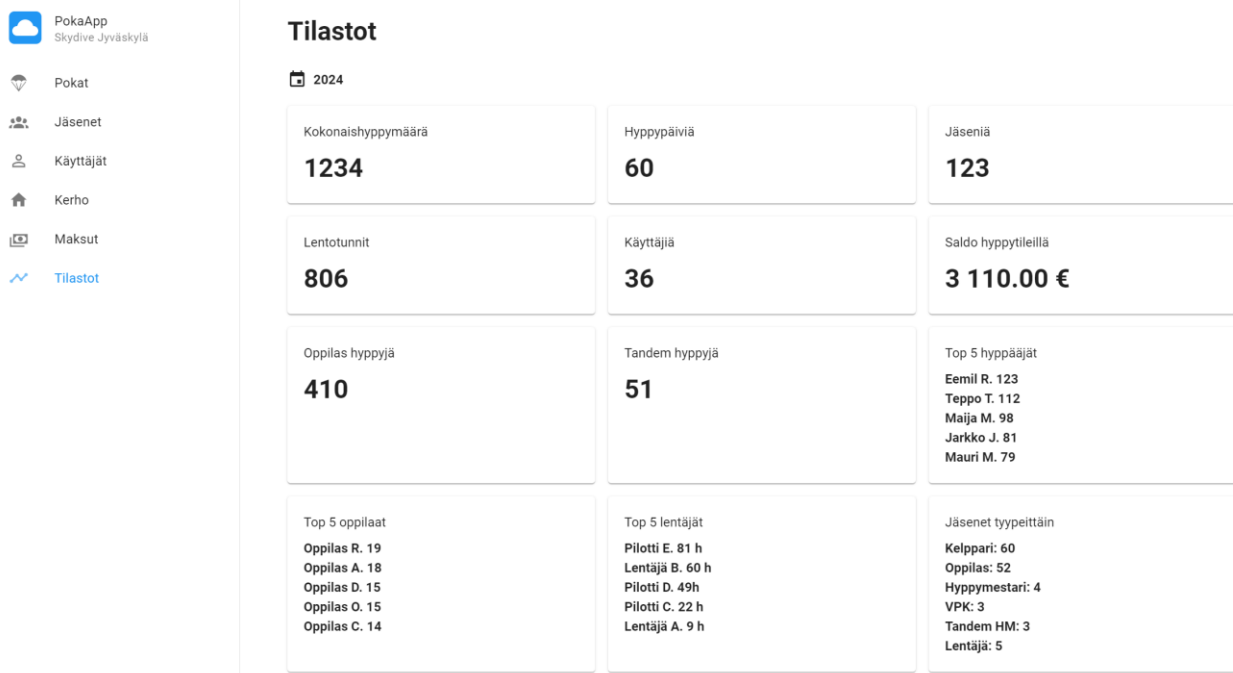 PokaApp
Skydive Jyväskylä
Pokat
Jäsenet
Käyttäjät
Kerho
Maksut
Tilastot
Tilastot
2024
Kokonaishyppymäärä
1234
Hyppypäiviä
60
Jäseniä
123
Lentotunnit
806
Käyttäjiä
36
Saldo hyppytileillä
3 110.00 €
Oppilas hyppyjä
410
Tandem hyppyjä
51
Top 5 hyppääjät
Eemil R. 123
Teppo T. 112
Maija M. 98
Jarkko J. 81
Mauri M. 79
Top 5 oppilaat
Oppilas R. 19
Oppilas A. 18
Oppilas D. 15
Oppilas O. 15
Oppilas C. 14
Top 5 lentäjät
Pilotti E. 81 h
Lentäjä B. 60 h
Pilotti D. 49h
Pilotti C. 22 h
Lentäjä A. 9 h
Jäsenet tyypeittäin
Kelppari: 60
Oppilas: 52
Hyppymestari: 4
VPK: 3
Tandem HM: 3
Lentäjä: 5